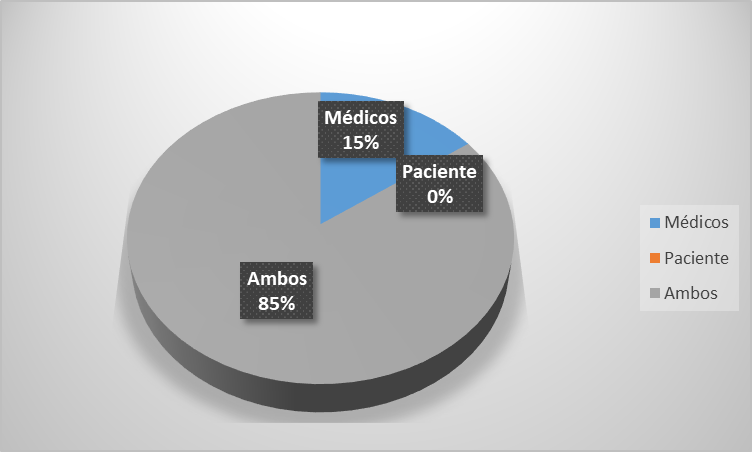 Médicos
15%
Paciente
0%
Ambos
85%
Médicos
Paciente
Ambos